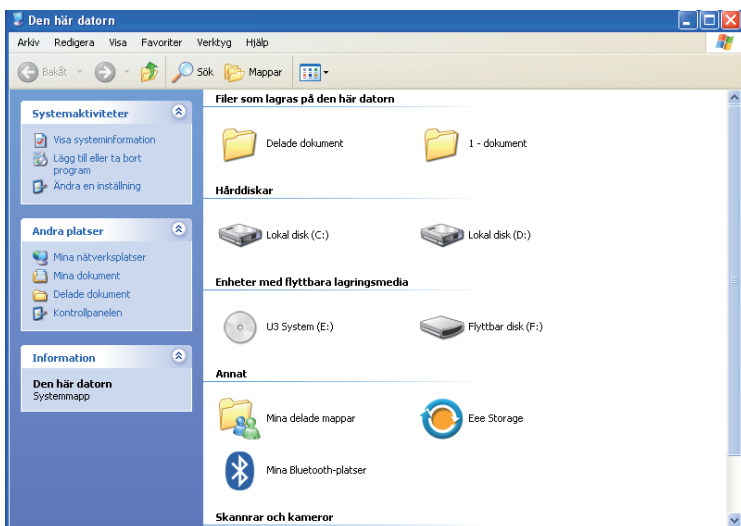 Den här datorn
Arkiv Redigera Visa Favoriter Verktyg Hjälp
Bakåt Sök Mappar
Systemaktiviteter
Visa systeminformation
Lägg till eller ta bort
program
Ändra en inställning
Andra platser
Mina nätverksplatser
Mina dokument
Delade dokument
Kontrollpanelen
Information
Den här datorn
Systemmapp
Filer som lagras på den här datorn
Delade dokument 1 - dokument
Hårddiskar
Lokal disk (C:) Lokal disk (D:)
Enheter med flyttbara lagringsmedia
U3 System (E:) Flyttbar disk (F:)
Annat
Mina delade mappar Eee Storage
Mina Bluetooth-platser
Skannrar och kameror